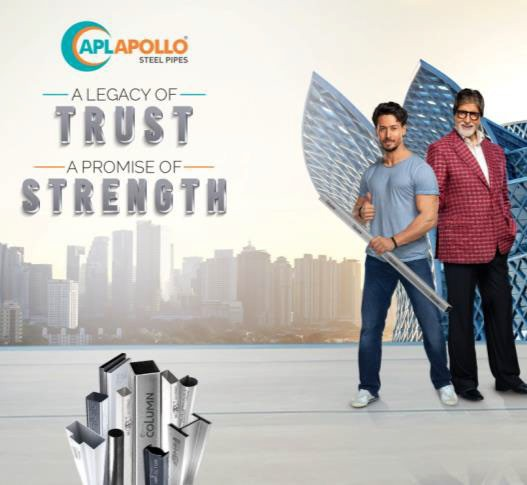 APL APOLLO®
STEEL PIPES
A LEGACY OF
TRUST
A PROMISE OF
STRENGTH
COLUMN